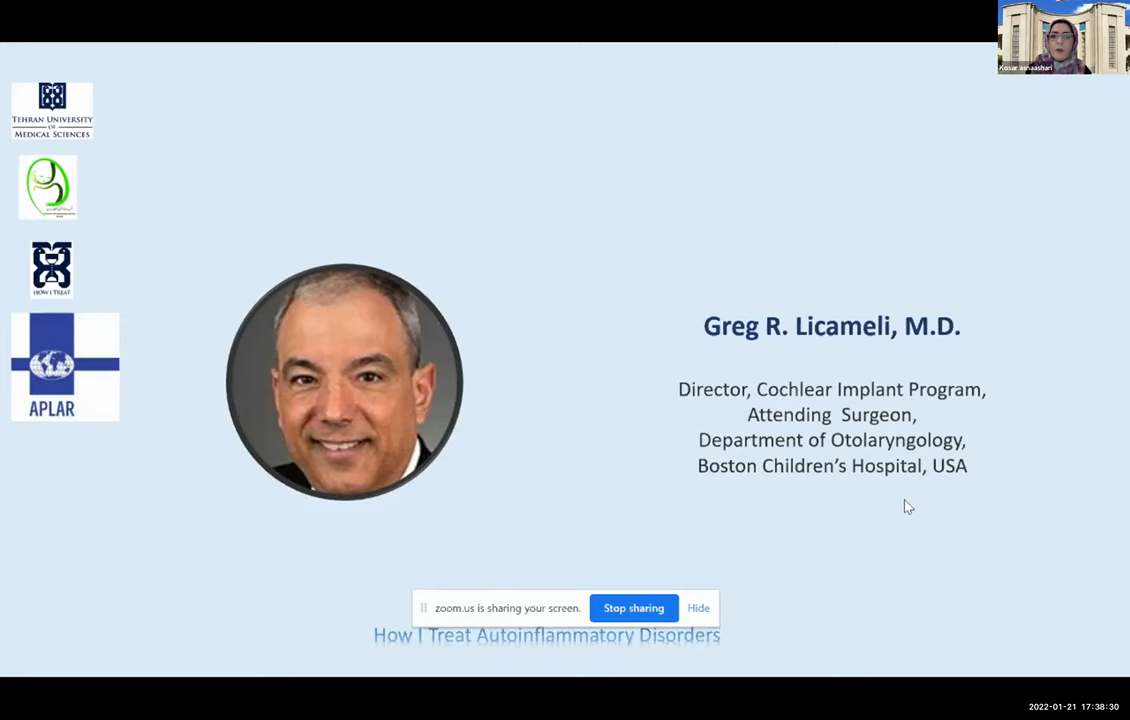 Kosar asnaashari
TEHRAN UNIVERSITY
OF
MEDICAL SCIENCES
HOW I TREAT
APLAR
Greg R. Licameli, M.D.
Director, Cochlear Implant Program,
Attending Surgeon,
Department of Otolaryngology,
Boston Children's Hospital, USA
zoom.us is sharing your screen.
Stop sharing
Hide
How I Treat Autoinflammatory Disorders
2022-01-21 17:38:30